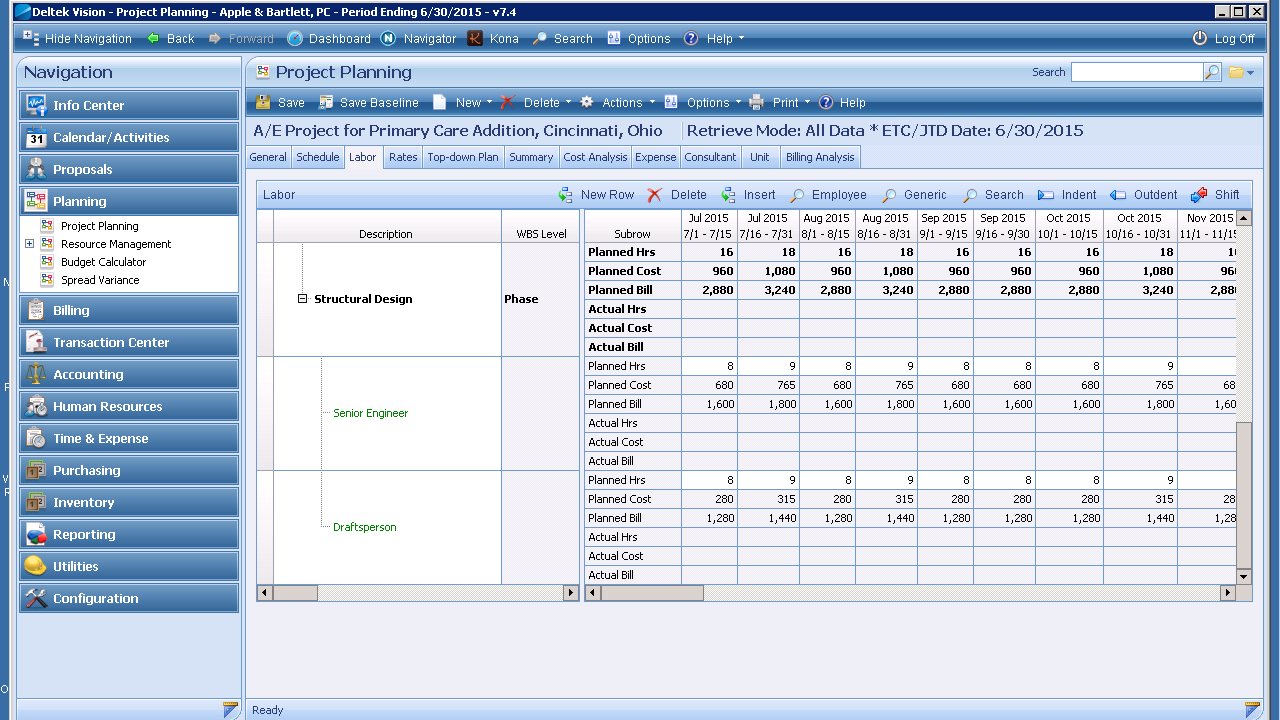 Deltek Vision - Project Planning - Apple & Bartlett, PC - Period Ending 6/30/2015 - v7.4
Hide Navigation Back Forward Dashboard Navigator Kona Search Options Help Log Off
Navigation
Info Center
31 Calendar/Activities
Proposals
Planning
Project Planning
Resource Management
Budget Calculator
Spread Variance
Billing
Transaction Center
Accounting
Human Resources
Time & Expense
Purchasing
Inventory
Reporting
Utilities
Configuration
Project Planning Search
Save Save Baseline New Delete Actions Options Print Help
A/E Project for Primary Care Addition, Cincinnati, Ohio Retrieve Mode: All Data * ETC/JTD Date: 6/30/2015
General Schedule Labor Rates Top-down Plan Summary Cost Analysis Expense Consultant Unit Billing Analysis
Labor New Row Delete Insert Employee Generic Search Indent Outdent Shift
Jul 2015 Jul 2015 Aug 2015 Aug 2015 Sep 2015 Sep 2015 Oct 2015 Oct 2015 Nov 2015
Description WBS Level Subrow 7/1 - 7/15 7/16 - 7/31 8/1 - 8/15 8/16 - 8/31 9/1 - 9/15 9/16 - 9/30 10/1 - 10/15 10/16 - 10/31 11/1 - 11/15
Planned Hrs 16 18 16 18 16 16 16 18
Planned Cost 960 1,080 960 1,080 960 960 960 1,080 960
Planned Bill 2,880 3,240 2,880 3,240 2,880 2,880 2,880 3,240 2,88
Structural Design Phase
Actual Hrs
Actual Cost
Actual Bill
Planned Hrs 8 9 8 9 8 8 8 9
Planned Cost 680 765 680 765 680 680 680 765 68
Planned Bill 1,600 1,800 1,600 1,800 1,600 1,600 1,600 1,800 1,60
Senior Engineer
Actual Hrs
Actual Cost
Actual Bill
Planned Hrs 8 9 8 9 8 8 8 9
Planned Cost 280 315 280 315 280 280 280 315 28
Planned Bill 1,280 1,440 1,280 1,440 1,280 1,280 1,280 1,440 1,28
Draftsperson
Actual Hrs
Actual Cost
Actual Bill
Ready